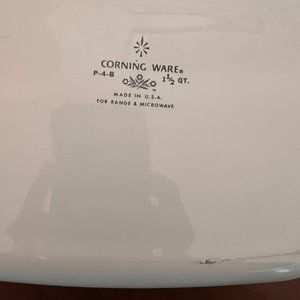 CORNING WARE®
P-4-B 1½ QT.
MADE IN U.S.A.
FOR RANGE & MICROWAVE